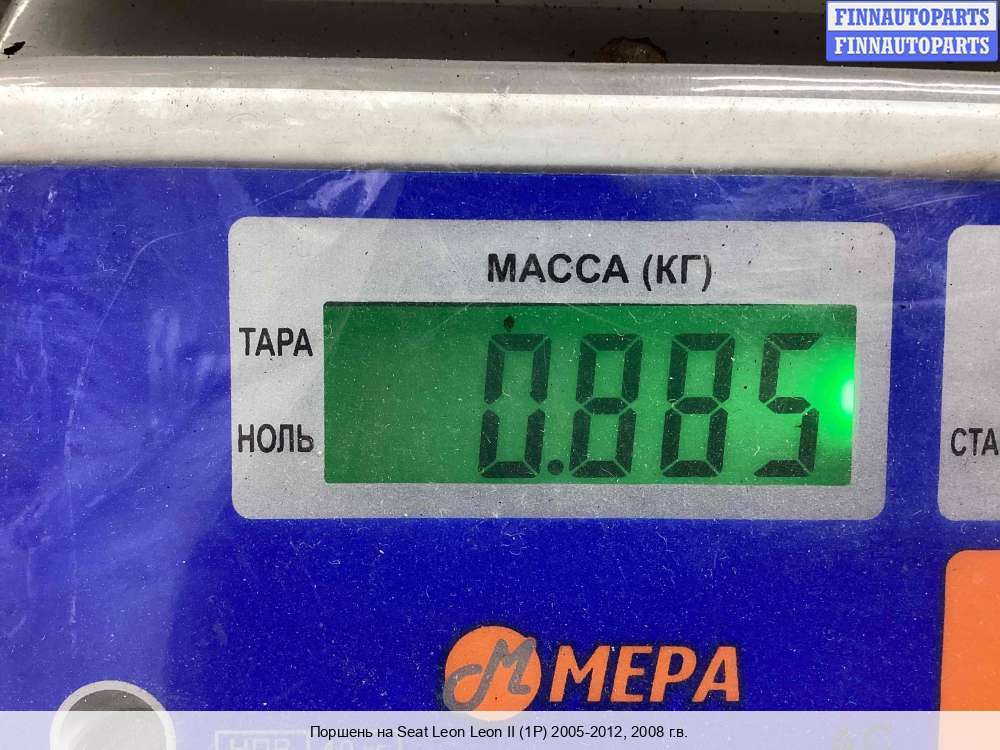 FINNAUTOPARTS
FINNAUTOPARTS
МАССА (КГ)
ТАРА
0.885
НОЛЬ
СТА
МЕРА
Поршень на Seat Leon Leon II (1P) 2005-2012, 2008 г.в.